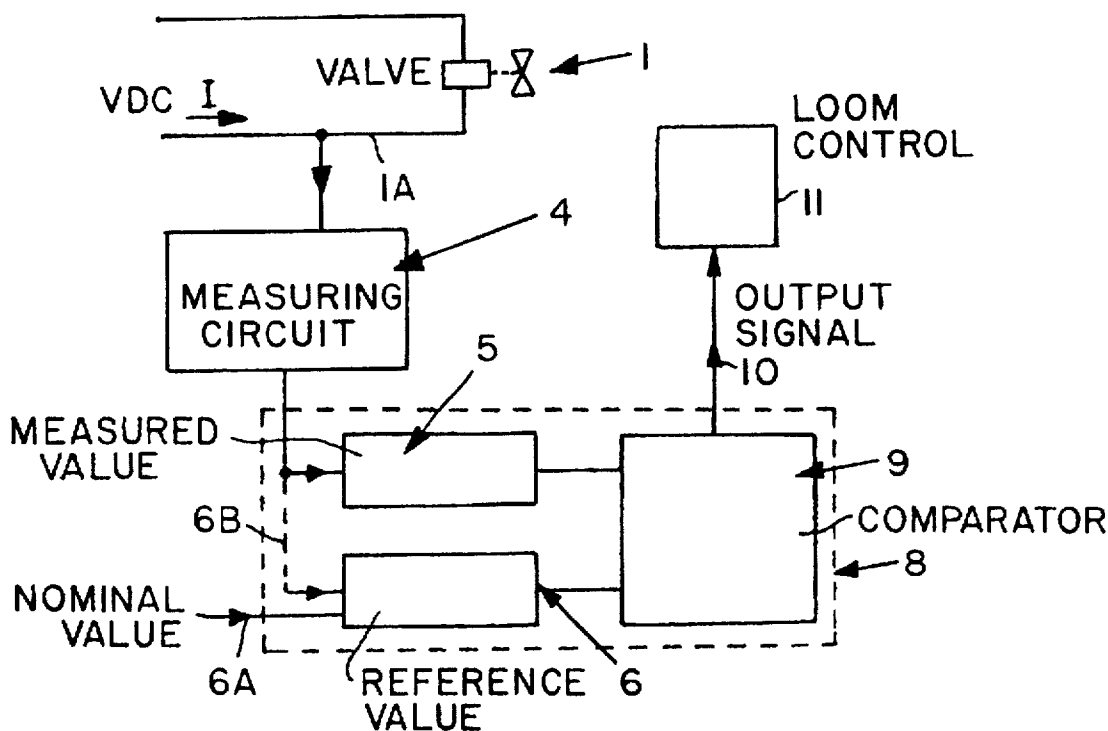 VALVE
1
VDC I
1A
LOOM
CONTROL
11
4
MEASURING
CIRCUIT
OUTPUT
SIGNAL
10
5
MEASURED
VALUE
9
6B
COMPARATOR
8
NOMINAL
VALUE
6A
REFERENCE
VALUE
6